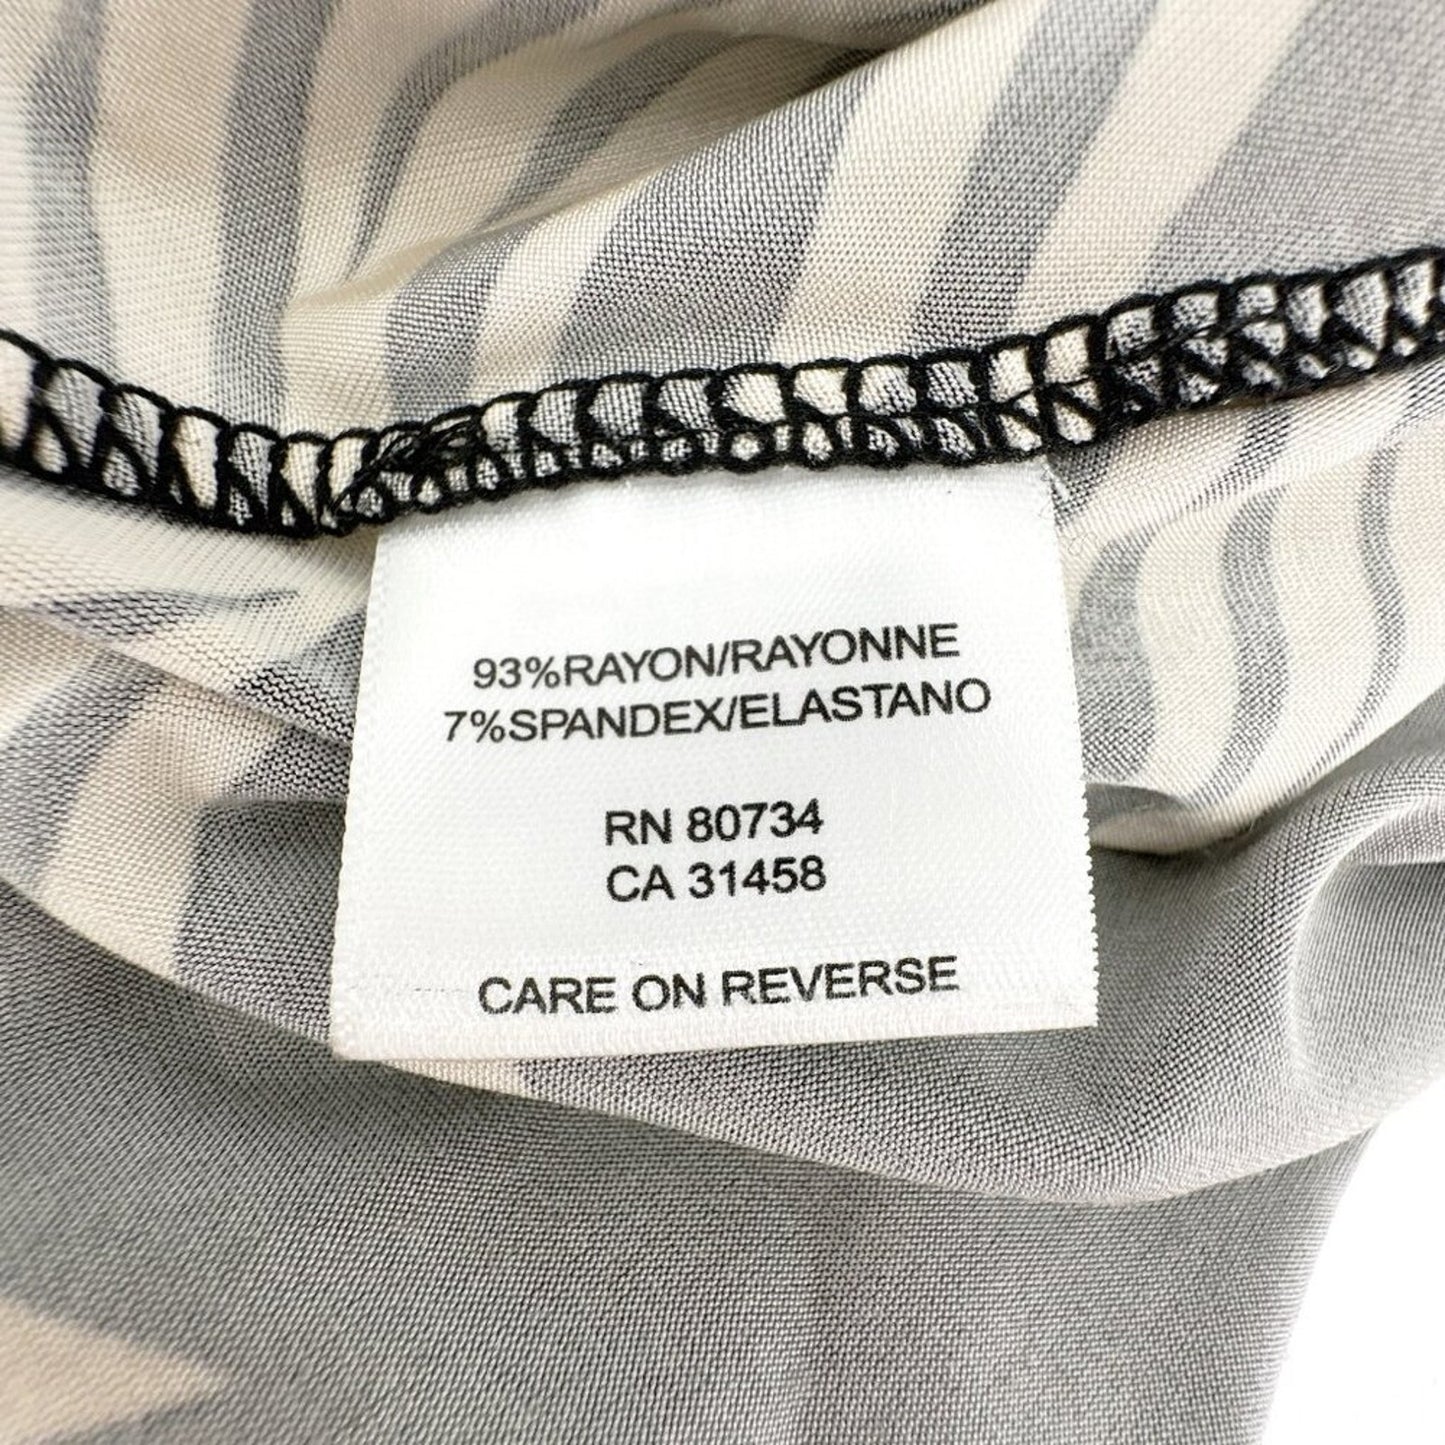 93%RAYON/RAYONNE
7%SPANDEX/ELASTANO
RN 80734
CA 31458
CARE ON REVERSE